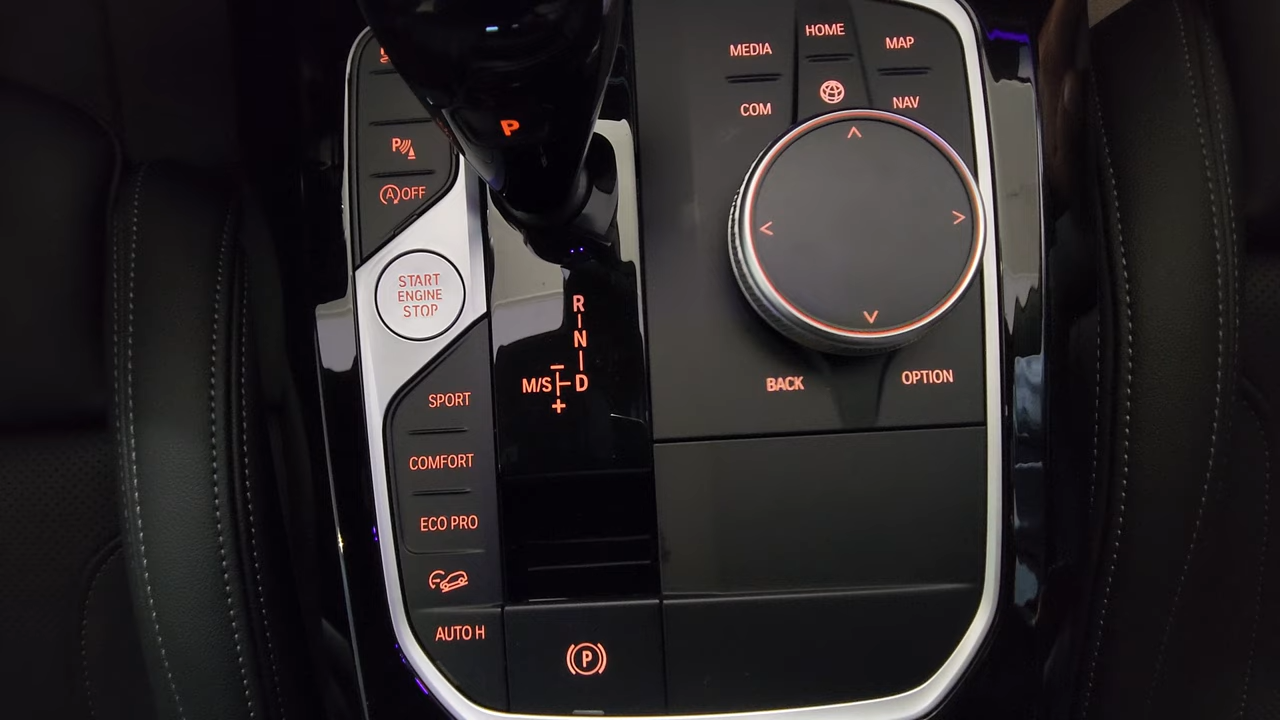 P
P
A OFF
START
ENGINE
STOP
R
N
M/S D
SPORT
COMFORT
ECO PRO
AUTO H
P
HOME
MEDIA
MAP
COM
NAV
BACK
OPTION